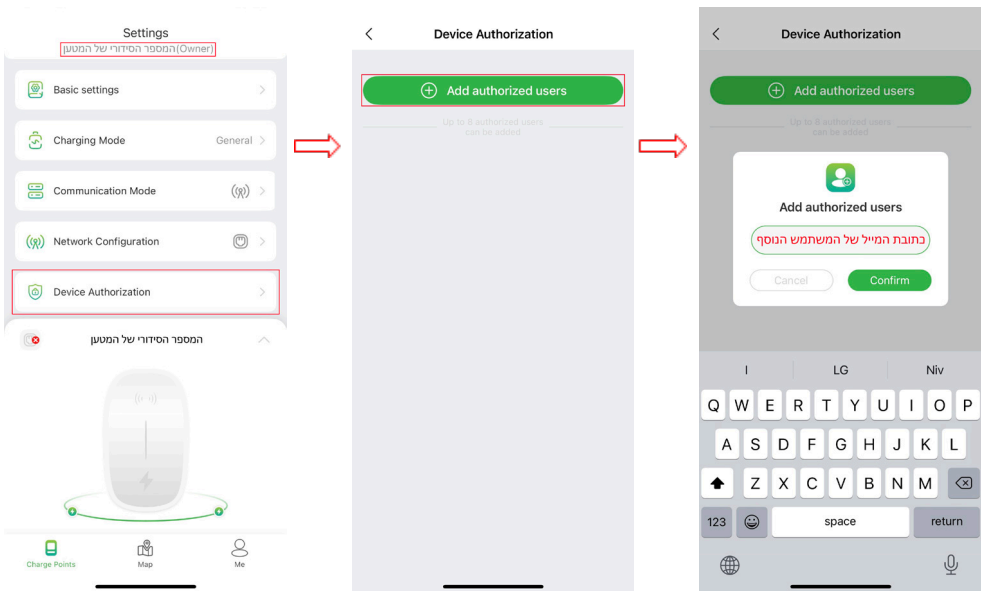 Settings
המספר הסידורי של המטען(Owner)
Basic settings
Charging Mode
General
Communication Mode
Network Configuration
Device Authorization
המספר הסידורי של המטען
Charge Points
Map
Me
Device Authorization
Add authorized users
Up to 8 authorized users
can be added
Device Authorization
Add authorized users
Up to 8 authorized users
can be added
Add authorized users
כתובת המייל של המשתמש הנוסף
Cancel
Confirm
I
LG
Niv
Q W E R T Y U I O P
A S D F G H J K L
Z X C V B N M
123
space
return